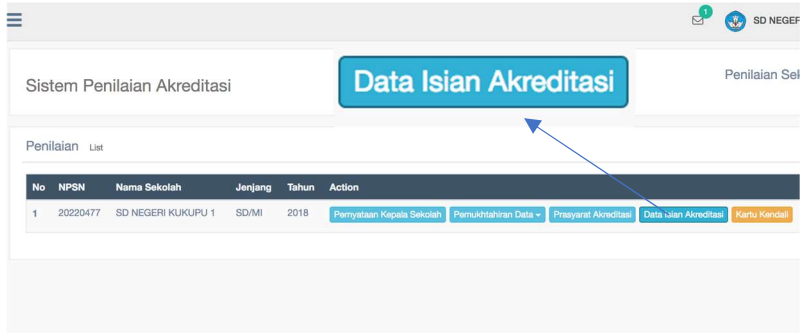 1
SD NEGER
Sistem Penilaian Akreditasi
Data Isian Akreditasi
Penilaian Sek
Penilaian List
No NPSN Nama Sekolah Jenjang Tahun Action
1 20220477 SD NEGERI KUKUPU 1 SD/MI 2018 Pernyataan Kepala Sekolah Pemukhtahiran Data Prasyarat Akreditasi Data Isian Akreditasi Kartu Kendali